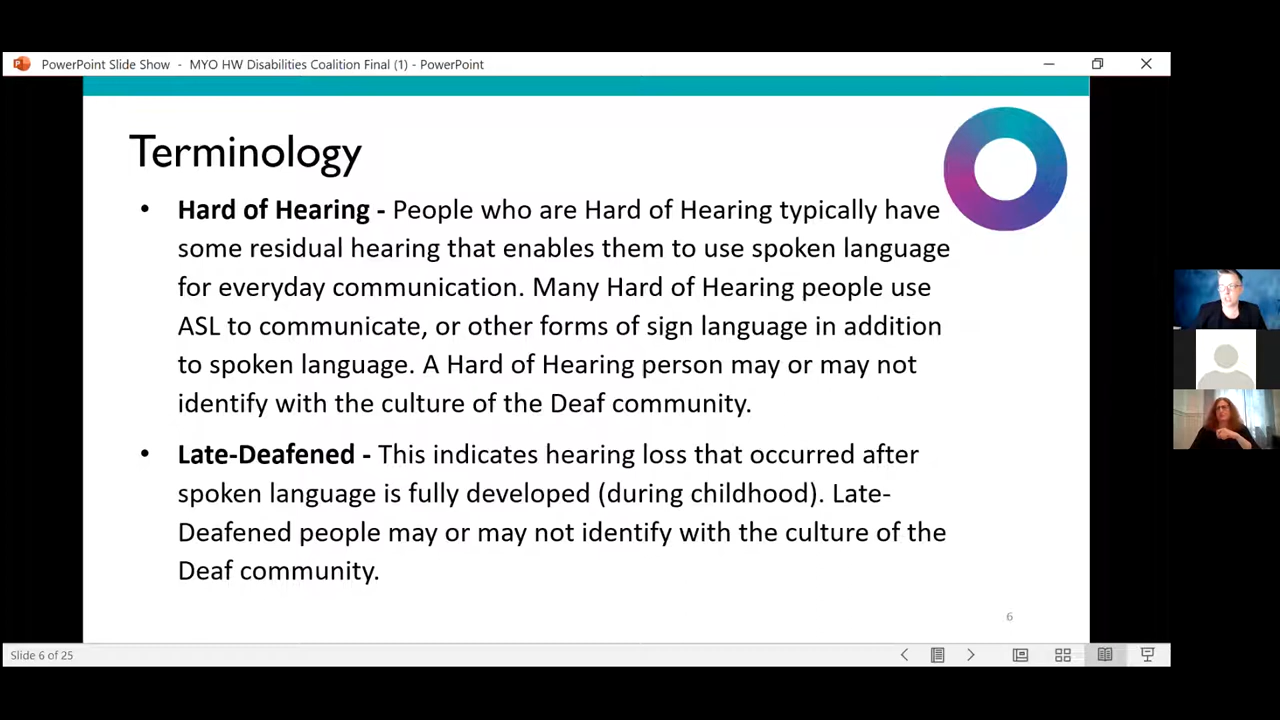 PowerPoint Slide Show - MYO HW Disabilities Coalition Final (1) - PowerPoint
Terminology
• Hard of Hearing - People who are Hard of Hearing typically have
some residual hearing that enables them to use spoken language
for everyday communication. Many Hard of Hearing people use
ASL to communicate, or other forms of sign language in addition
to spoken language. A Hard of Hearing person may or may not
identify with the culture of the Deaf community.
• Late-Deafened - This indicates hearing loss that occurred after
spoken language is fully developed (during childhood). Late-
Deafened people may or may not identify with the culture of the
Deaf community.
6
Slide 6 of 25